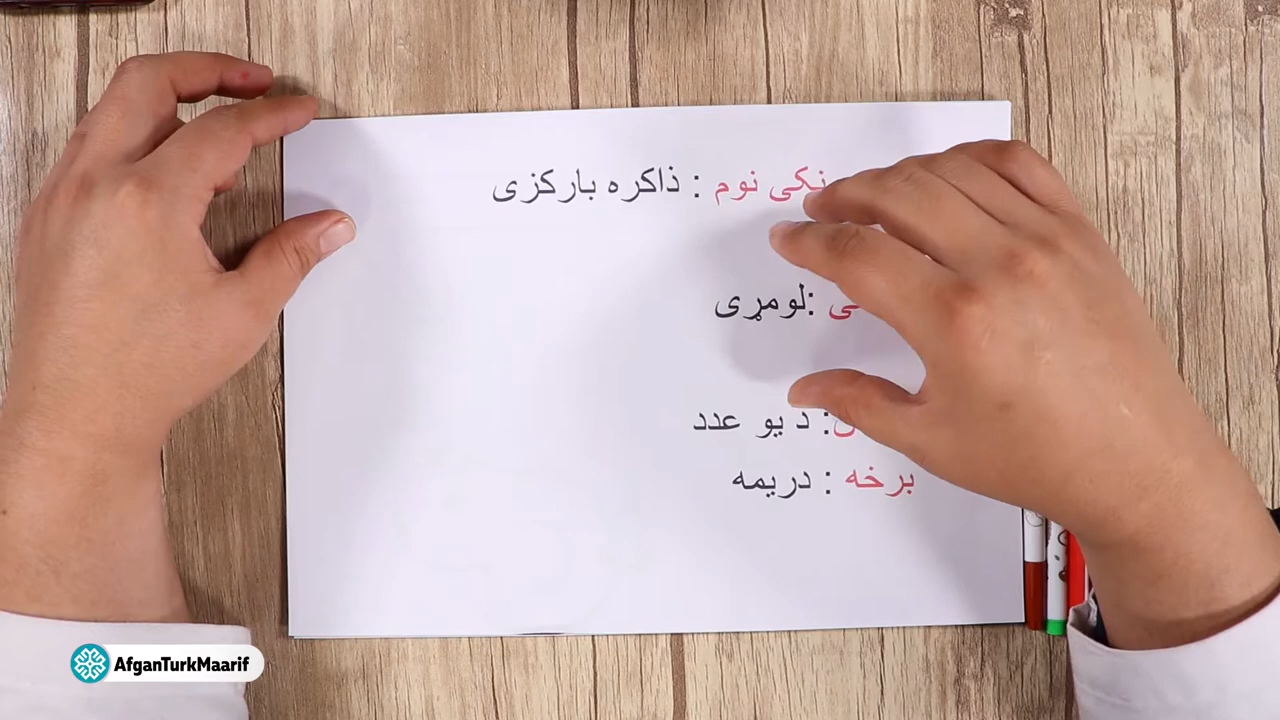 نوم : ذاکره بارکزی
:لومړی
: د یو عدد
برخه : دریمه
AfganTurkMaarif